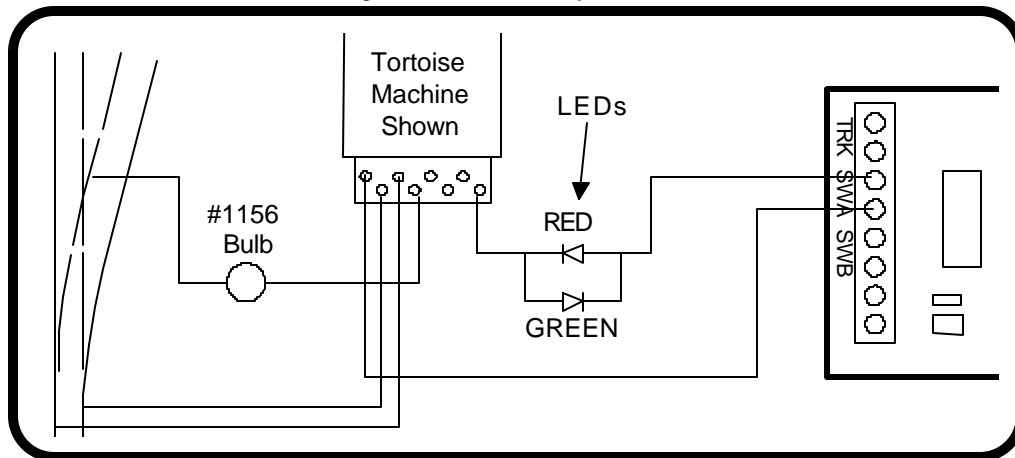 Tortoise
Machine
Shown
LEDs
#1156
Bulb
RED
GREEN
TRK
SWA
SWB